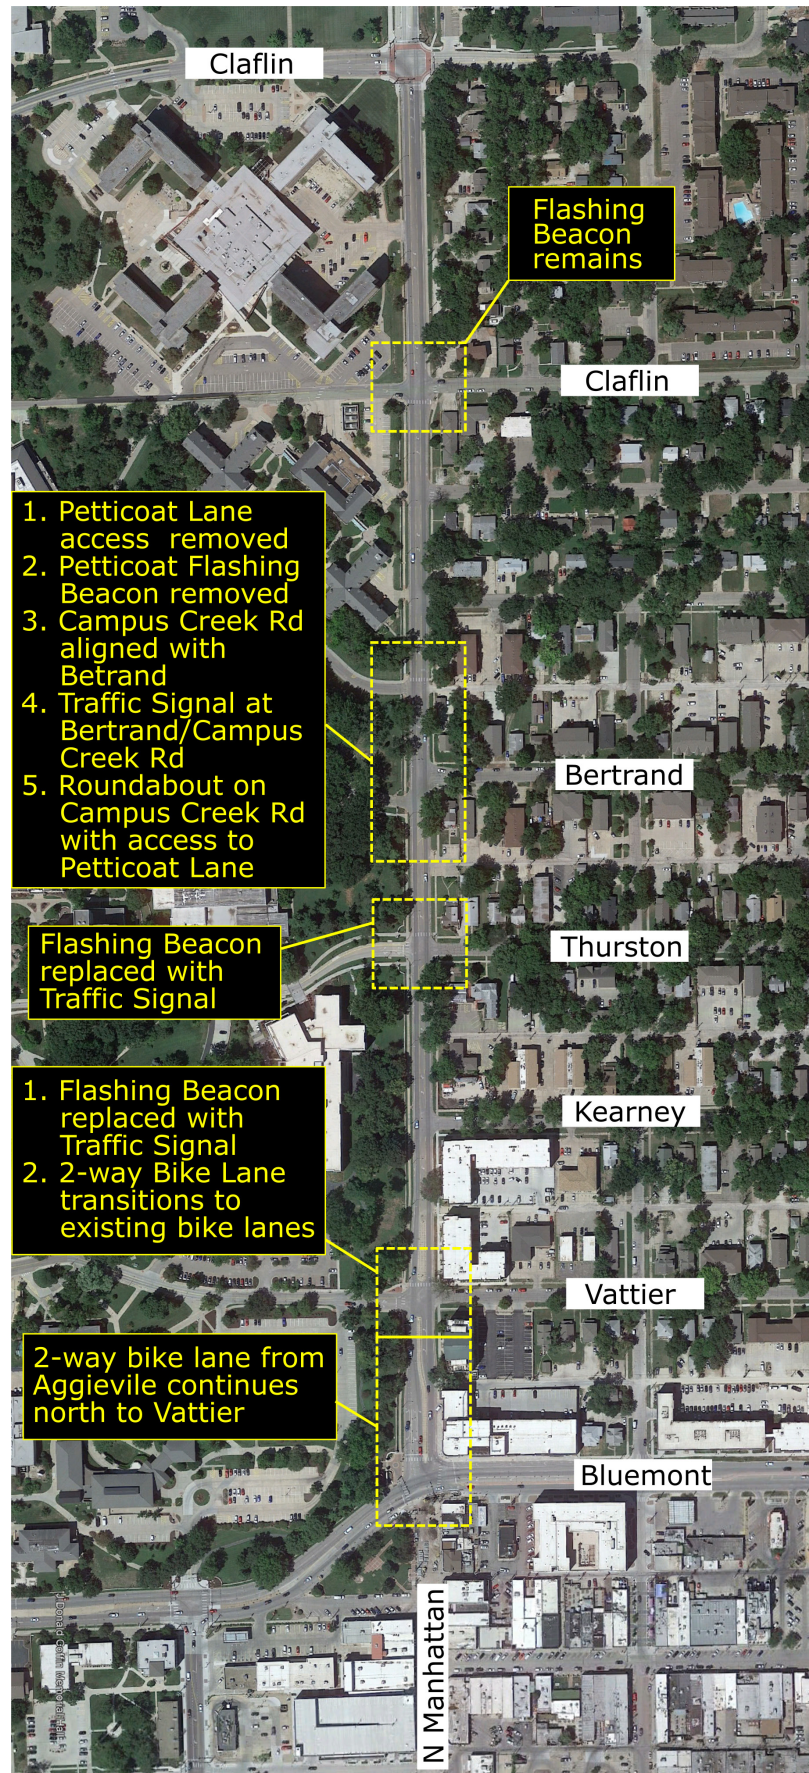 Claflin
Flashing
Beacon
remains
Claflin
1. Petticoat Lane
access removed
2. Petticoat Flashing
Beacon removed
3. Campus Creek Rd
aligned with
Betrand
4. Traffic Signal at
Bertrand/Campus
Creek Rd
5. Roundabout on
Campus Creek Rd
with access to
Petticoat Lane
Bertrand
Flashing Beacon
replaced with
Traffic Signal
Thurston
1. Flashing Beacon
replaced with
Traffic Signal
2. 2-way Bike Lane
transitions to
existing bike lanes
Kearney
Vattier
2-way bike lane from
Aggievile continues
north to Vattier
Bluemont
N Manhattan